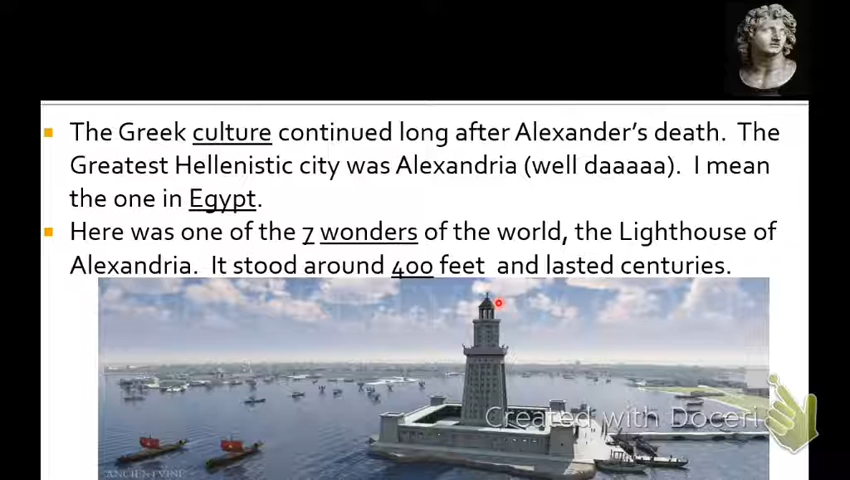 The Greek culture continued long after Alexander's death. The
Greatest Hellenistic city was Alexandria (well daaaaa). I mean
the one in Egypt.
Here was one of the 7 wonders of the world, the Lighthouse of
Alexandria. It stood around 400 feet and lasted centuries.
Created with Doceri
ANCIENTVINE